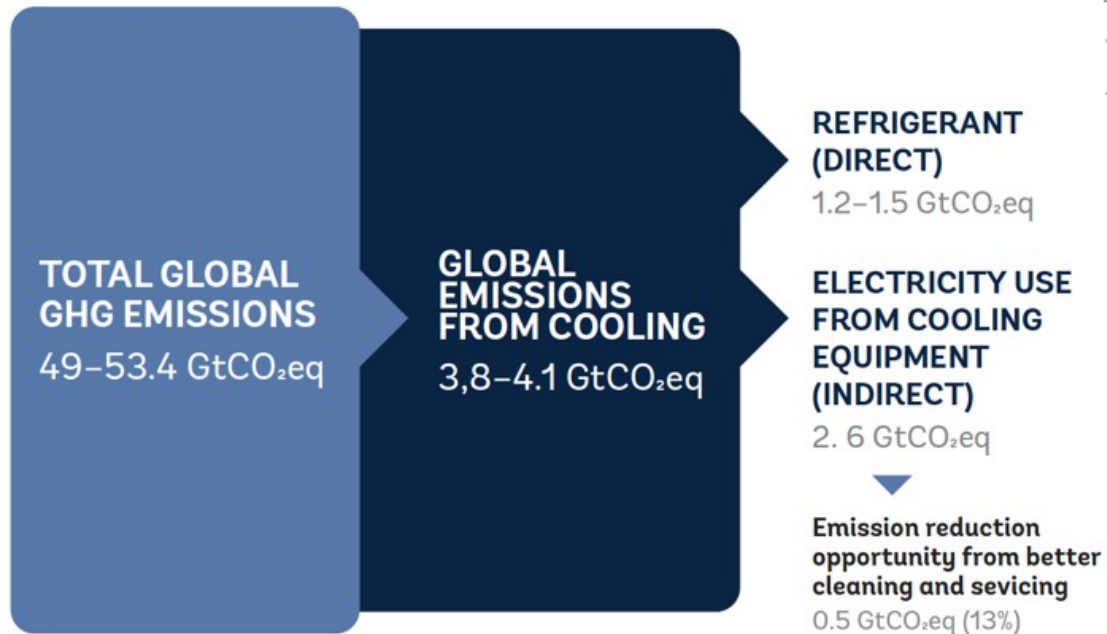 TOTAL GLOBAL
GHG EMISSIONS
49–53.4 GtCO₂eq
GLOBAL
EMISSIONS
FROM COOLING
3,8–4.1 GtCO₂eq
REFRIGERANT
(DIRECT)
1.2–1.5 GtCO₂eq
ELECTRICITY USE
FROM COOLING
EQUIPMENT
(INDIRECT)
2. 6 GtCO₂eq
Emission reduction
opportunity from better
cleaning and sevicing
0.5 GtCO₂eq (13%)